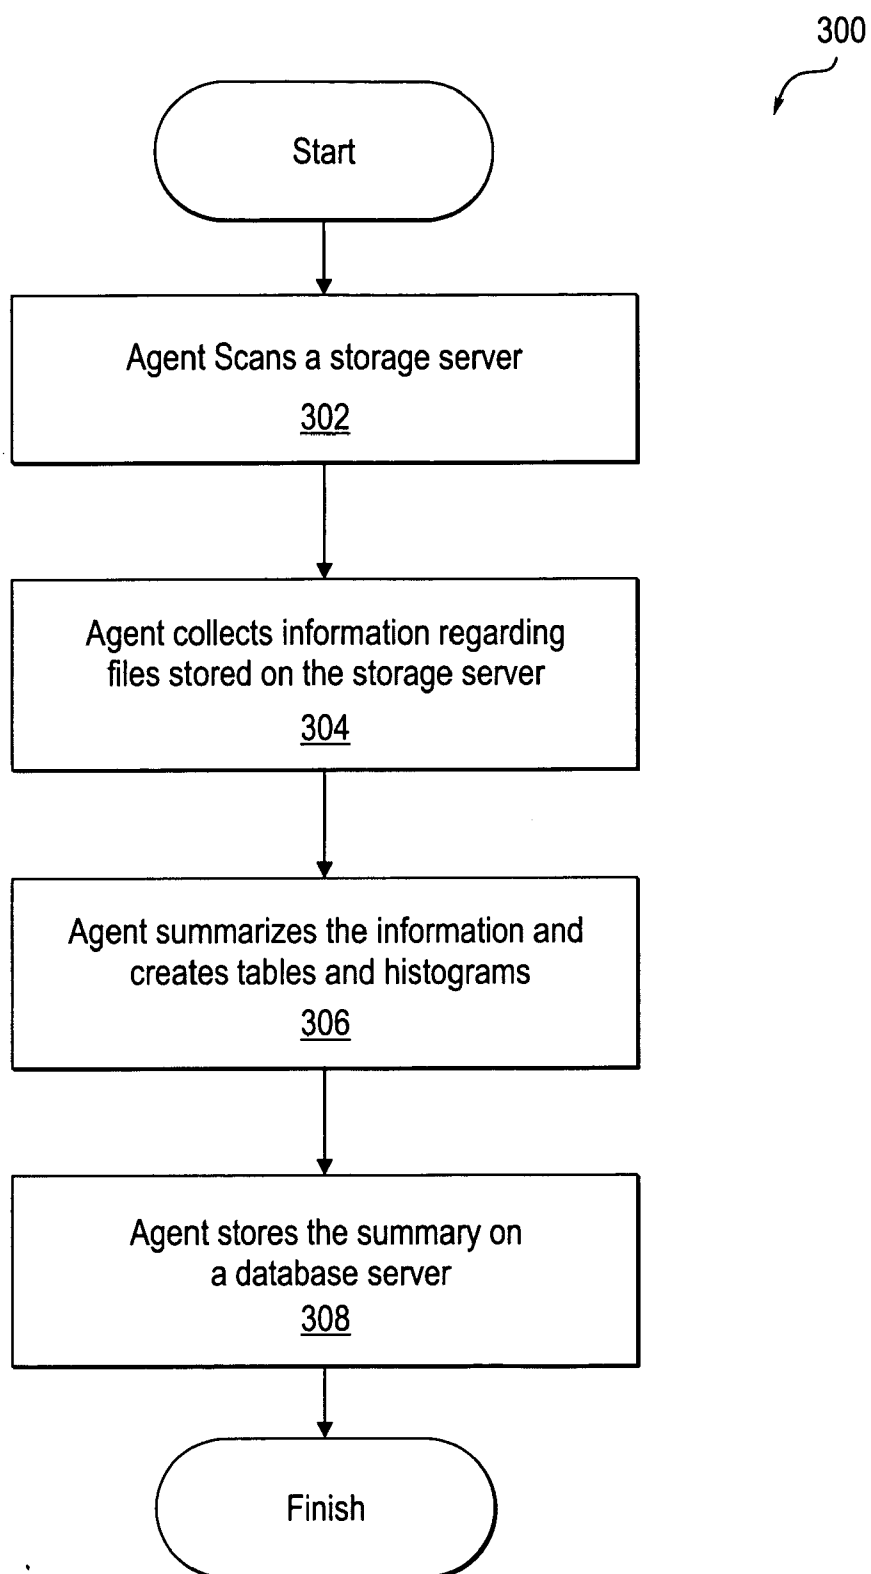 300
Start
Agent Scans a storage server
302
Agent collects information regarding
files stored on the storage server
304
Agent summarizes the information and
creates tables and histograms
306
Agent stores the summary on
a database server
308
Finish